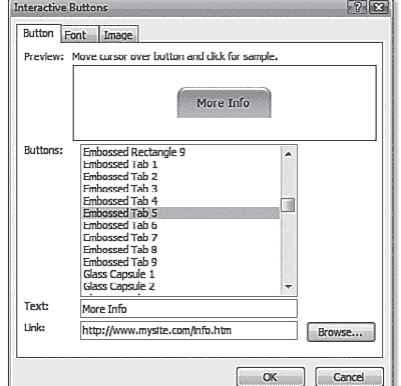 Interactive Buttons
Button Font Image
Preview: Move cursor over button and click for sample.
More Info
Buttons:
Embossed Rectangle 9
Embossed Tab 1
Embossed Tab 2
Embossed Tab 3
Embossed Tab 4
Embossed Tab 5
Embossed Tab 6
Embossed Tab 7
Embossed Tab 8
Embossed Tab 9
Glass Capsule 1
Glass Capsule 2
Text: More Info
Link: http://www.mysite.com/info.htm Browse...
OK Cancel